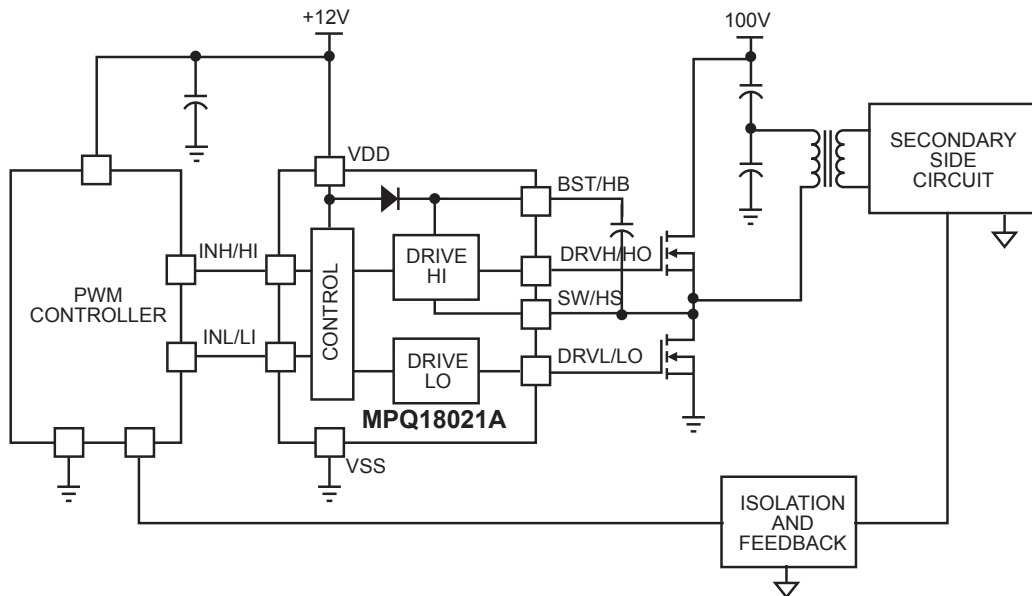 +12V
100V
VDD
BST/HB
SECONDARY
SIDE
CIRCUIT
INH/HI
DRIVE
HI
DRVH/HO
PWM
CONTROLLER
CONTROL
SW/HS
INL/LI
DRIVE
LO
DRVL/LO
MPQ18021A
VSS
ISOLATION
AND
FEEDBACK